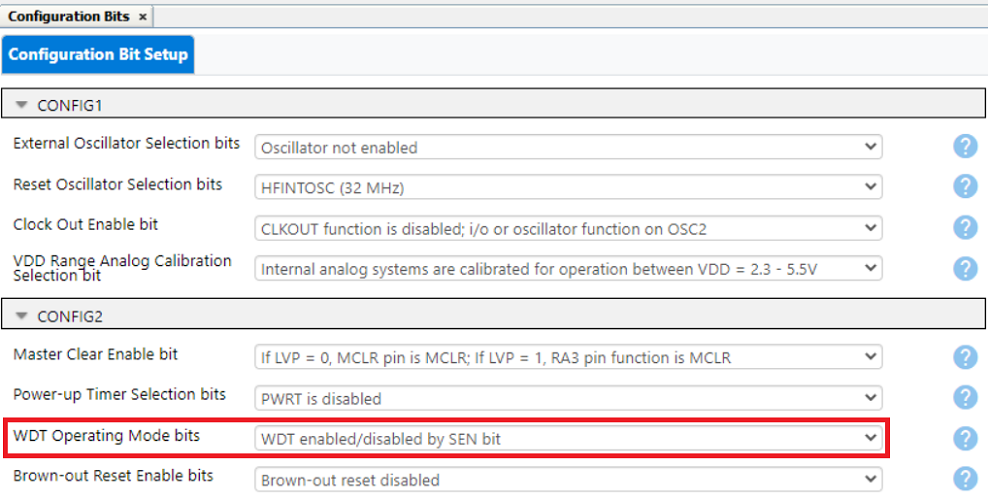 Configuration Bits ×
Configuration Bit Setup
CONFIG1
External Oscillator Selection bits Oscillator not enabled ?
Reset Oscillator Selection bits HFINTOSC (32 MHz) ?
Clock Out Enable bit CLKOUT function is disabled; i/o or oscillator function on OSC2 ?
VDD Range Analog Calibration
Selection bit Internal analog systems are calibrated for operation between VDD = 2.3 - 5.5V ?
CONFIG2
Master Clear Enable bit If LVP = 0, MCLR pin is MCLR; If LVP = 1, RA3 pin function is MCLR ?
Power-up Timer Selection bits PWRT is disabled ?
WDT Operating Mode bits WDT enabled/disabled by SEN bit ?
Brown-out Reset Enable bits Brown-out reset disabled ?